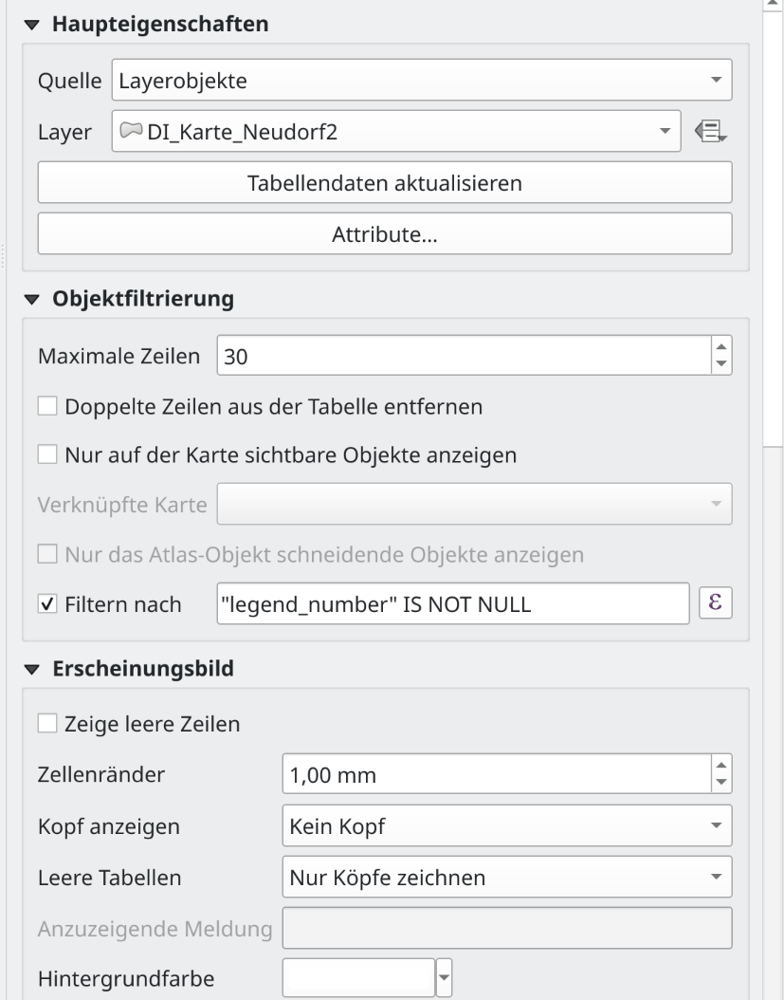 Haupteigenschaften
Quelle Layerobjekte
Layer DI_Karte_Neudorf2
Tabellendaten aktualisieren
Attribute...
Objektfiltrierung
Maximale Zeilen 30
Doppelte Zeilen aus der Tabelle entfernen
Nur auf der Karte sichtbare Objekte anzeigen
Verknüpfte Karte
Nur das Atlas-Objekt schneidende Objekte anzeigen
Filtern nach "legend_number" IS NOT NULL ε
Erscheinungsbild
Zeige leere Zeilen
Zellenränder 1,00 mm
Kopf anzeigen Kein Kopf
Leere Tabellen Nur Köpfe zeichnen
Anzuzeigende Meldung
Hintergrundfarbe